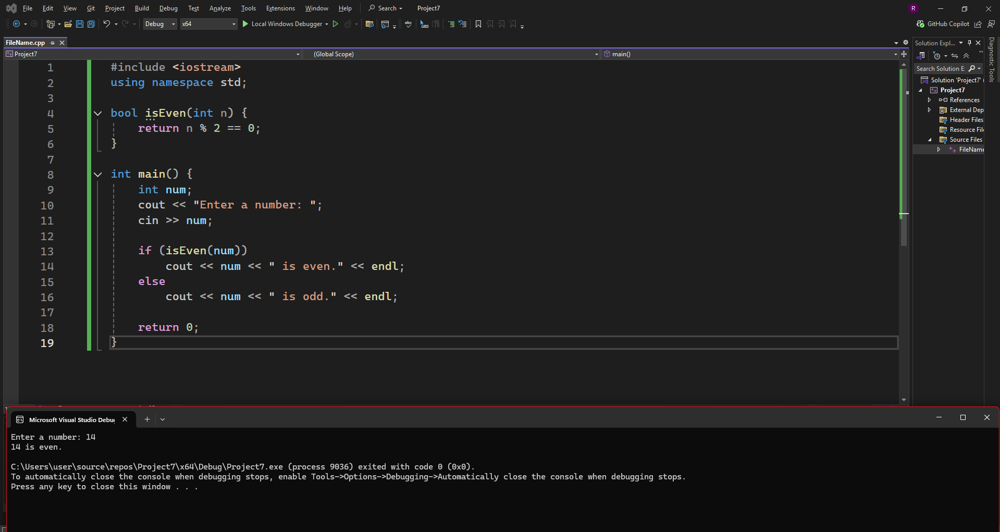 File Edit View Git Project Build Debug Test Analyze Tools Extensions Window Help Search Project7 R
Debug x64 Local Windows Debugger abc GitHub Copilot
FileName.cpp
Project7 (Global Scope) main()
1 #include <iostream>
2 using namespace std;
3
4 bool isEven(int n) {
5     return n % 2 == 0;
6 }
7
8 int main() {
9     int num;
10     cout << "Enter a number: ";
11     cin >> num;
12
13     if (isEven(num))
14         cout << num << " is even." << endl;
15     else
16         cout << num << " is odd." << endl;
17
18     return 0;
19 }
Solution Expl...
Search Solution E
Solution 'Project7' (
Project7
References
External Dep
Header Files
Resource File
Source Files
FileName
Diagnostic Tools
Microsoft Visual Studio Debug
Enter a number: 14
14 is even.
C:\Users\user\source\repos\Project7\x64\Debug\Project7.exe (process 9036) exited with code 0 (0x0).
To automatically close the console when debugging stops, enable Tools->Options->Debugging->Automatically close the console when debugging stops.
Press any key to close this window . . .